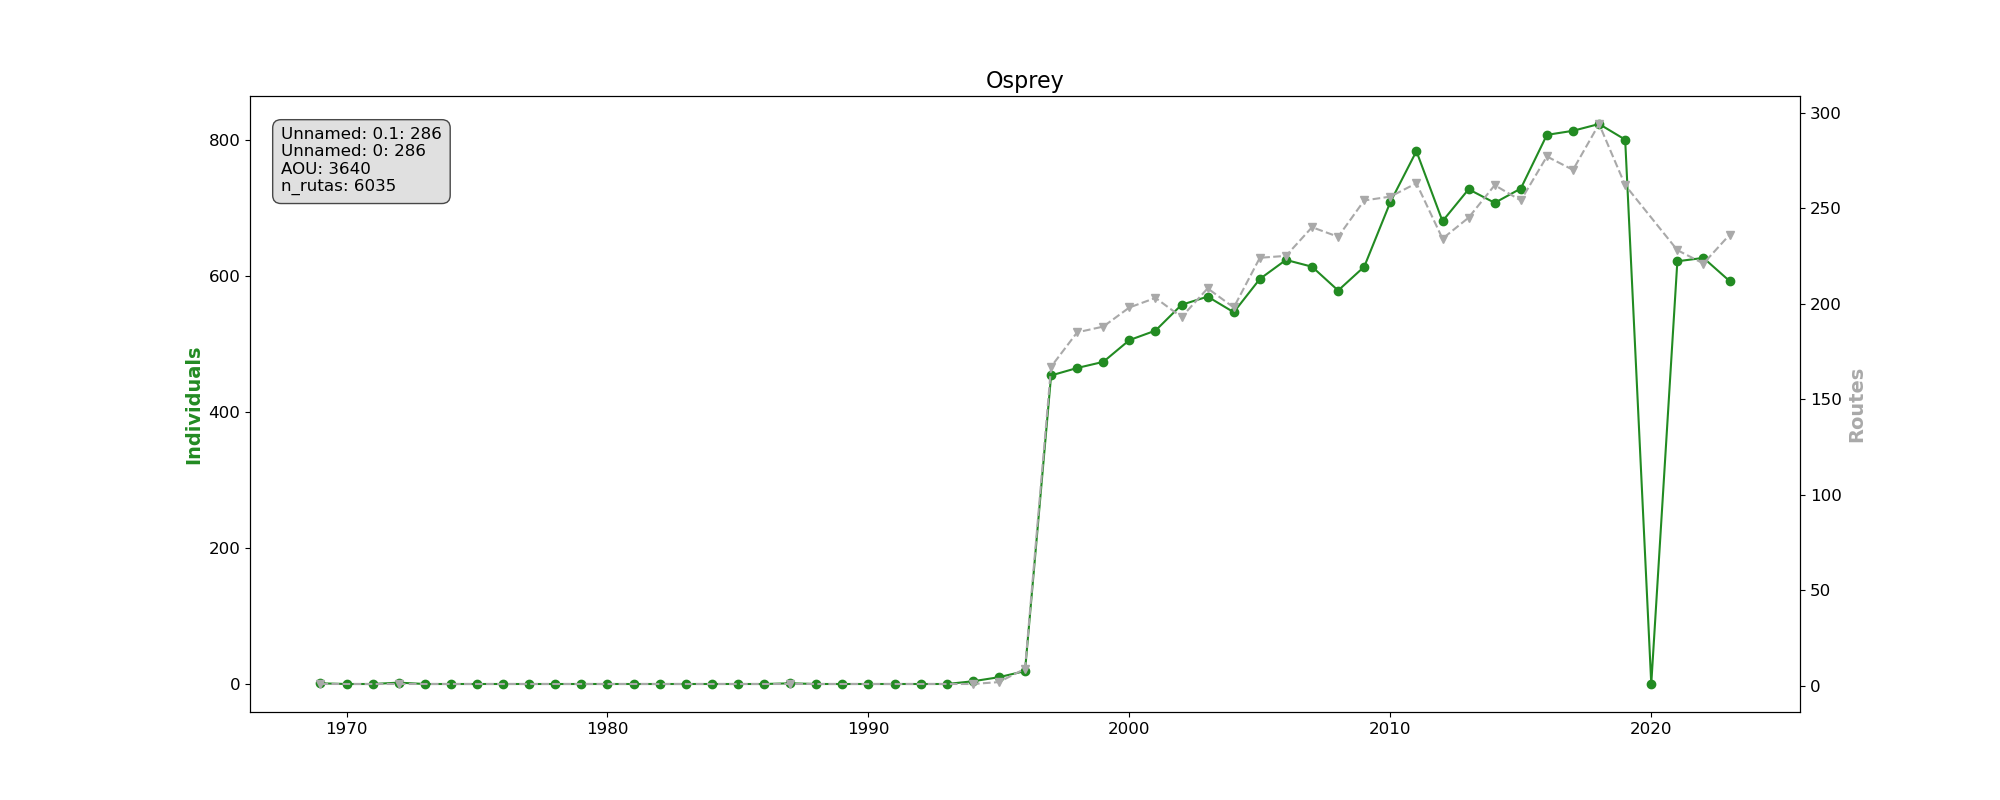 Osprey
Unnamed: 0.1: 286
Unnamed: 0: 286
AOU: 3640
n_rutas: 6035
Individuals
800
600
400
200
0
Routes
300
250
200
150
100
50
0
1970 1980 1990 2000 2010 2020